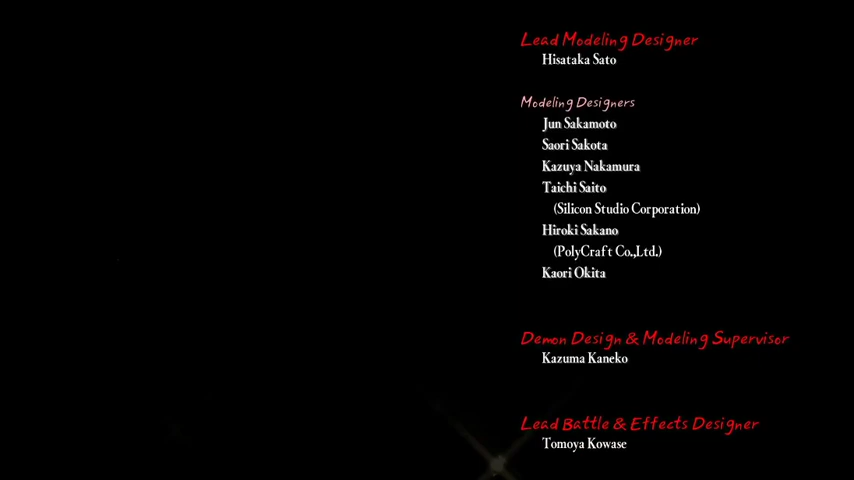 Lead Modeling Designer
Hisataka Sato
Modeling Designers
Jun Sakamoto
Saori Sakota
Kazuya Nakamura
Taichi Saito
(Silicon Studio Corporation)
Hiroki Sakano
(PolyCraft Co.,Ltd.)
Kaori Okita
Demon Design & Modeling Supervisor
Kazuma Kaneko
Lead Battle & Effects Designer
Tomoya Kowase